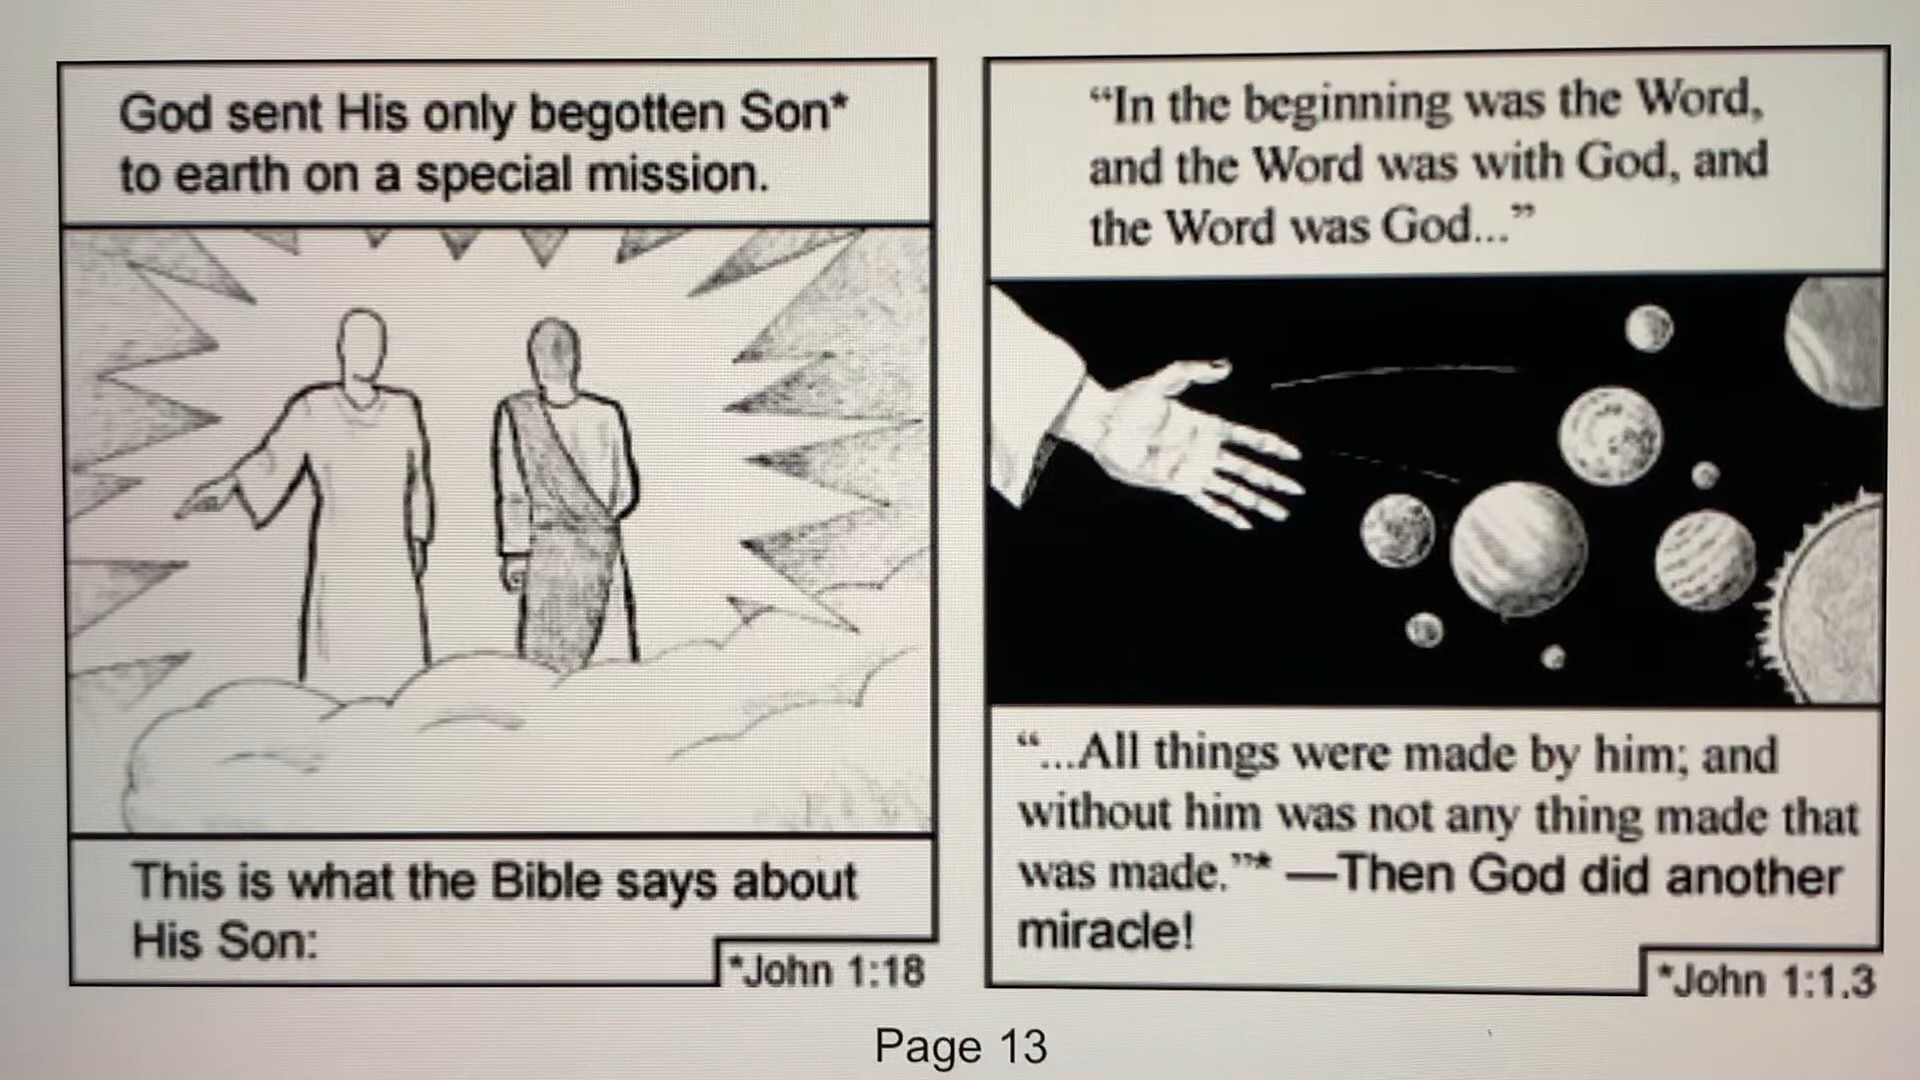 God sent His only begotten Son*
to earth on a special mission.
This is what the Bible says about
His Son:
*John 1:18
“In the beginning was the Word,
and the Word was with God, and
the Word was God...”
“...All things were made by him; and
without him was not any thing made that
was made.”* —Then God did another
miracle!
*John 1:1,3
Page 13